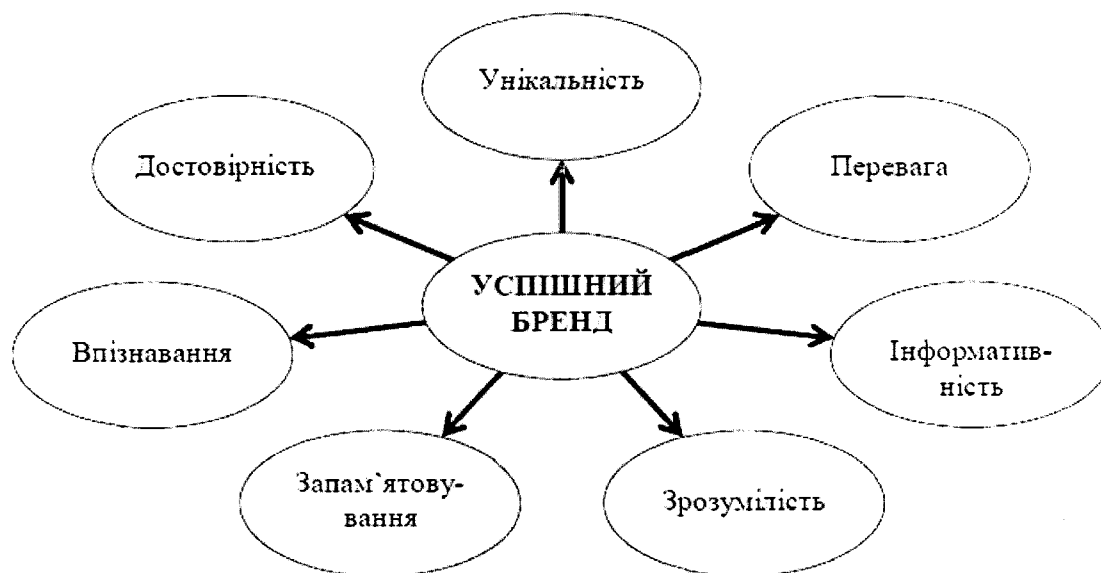 Унікальність
Достовірність
Перевага
УСПІШНИЙ
БРЕНД
Впізнавання
Інформатив-
ність
Запам`ятову-
вання
Зрозумілість